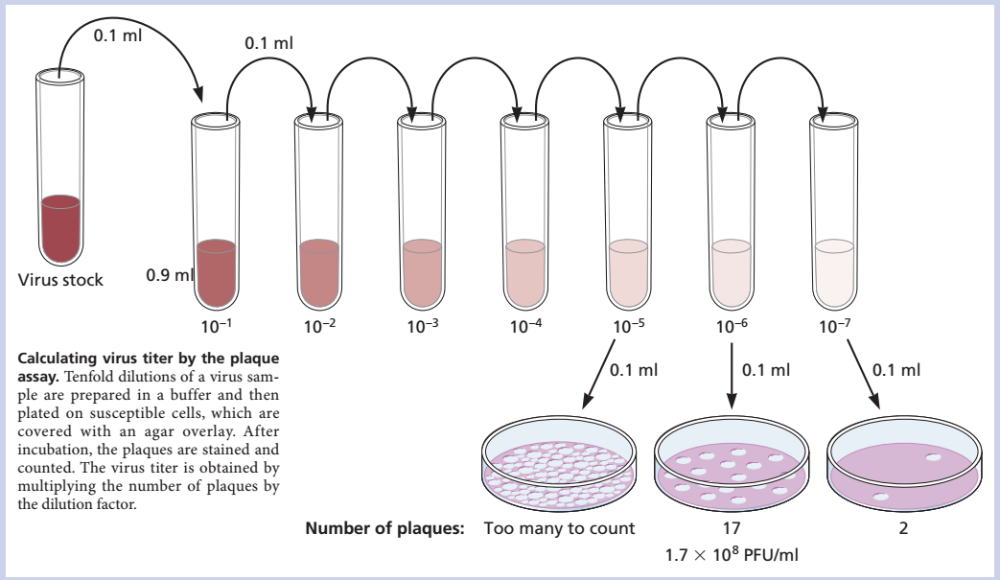 0.1 ml
0.1 ml
Virus stock
0.9 ml
10⁻¹
10⁻²
10⁻³
10⁻⁴
10⁻⁵
10⁻⁶
10⁻⁷
Calculating virus titer by the plaque
assay. Tenfold dilutions of a virus sam-
ple are prepared in a buffer and then
plated on susceptible cells, which are
covered with an agar overlay. After
incubation, the plaques are stained and
counted. The virus titer is obtained by
multiplying the number of plaques by
the dilution factor.
0.1 ml
0.1 ml
0.1 ml
Number of plaques: Too many to count 17 2
1.7 × 10⁸ PFU/ml